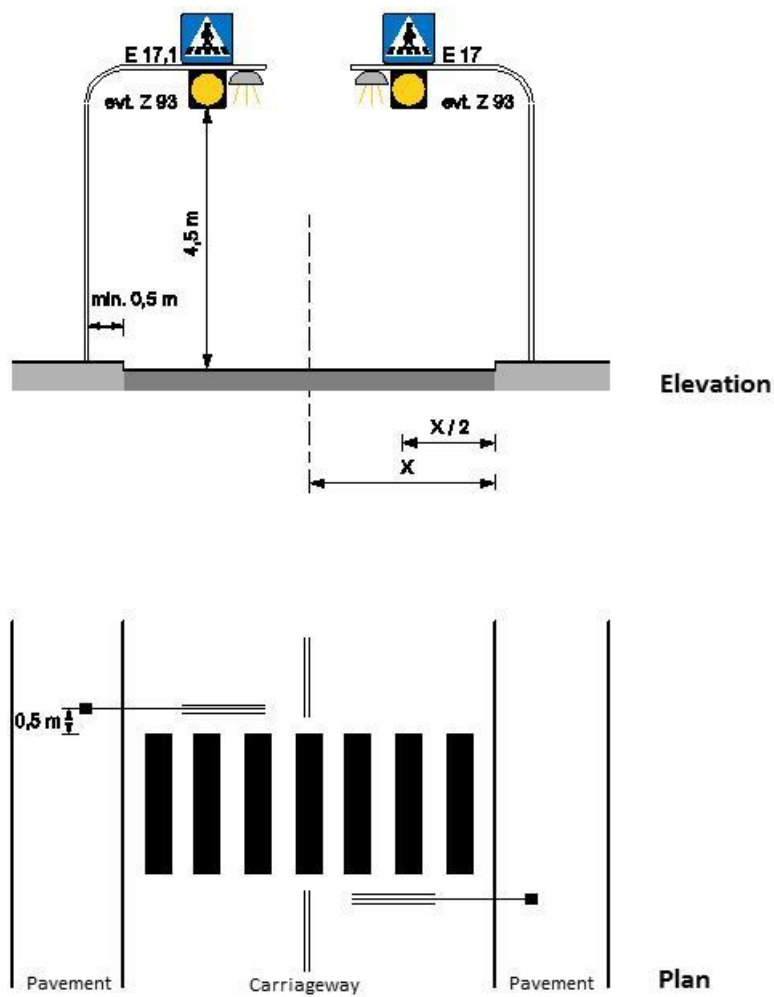 E 17,1
E 17
evt. Z 93
evt. Z 93
4,5 m
min. 0,5 m
Elevation
X / 2
X
0,5 m
Pavement
Carriageway
Pavement
Plan